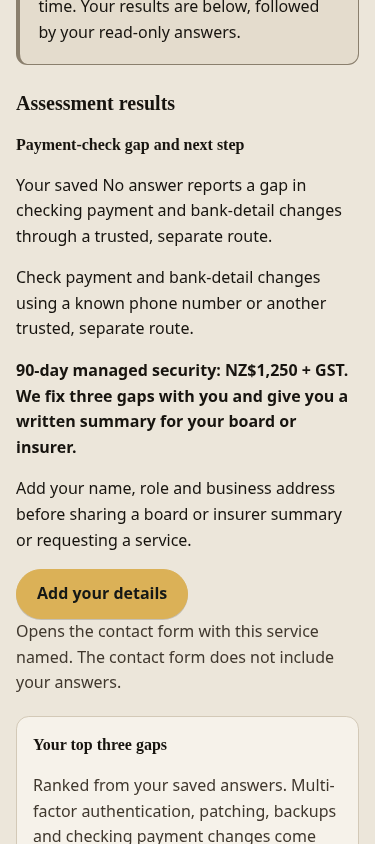 time. Your results are below, followed
by your read-only answers.
Assessment results
Payment-check gap and next step
Your saved No answer reports a gap in
checking payment and bank-detail changes
through a trusted, separate route.
Check payment and bank-detail changes
using a known phone number or another
trusted, separate route.
90-day managed security: NZ$1,250 + GST.
We fix three gaps with you and give you a
written summary for your board or
insurer.
Add your name, role and business address
before sharing a board or insurer summary
or requesting a service.
Add your details
Opens the contact form with this service
named. The contact form does not include
your answers.
Your top three gaps
Ranked from your saved answers. Multi-
factor authentication, patching, backups
and checking payment changes come